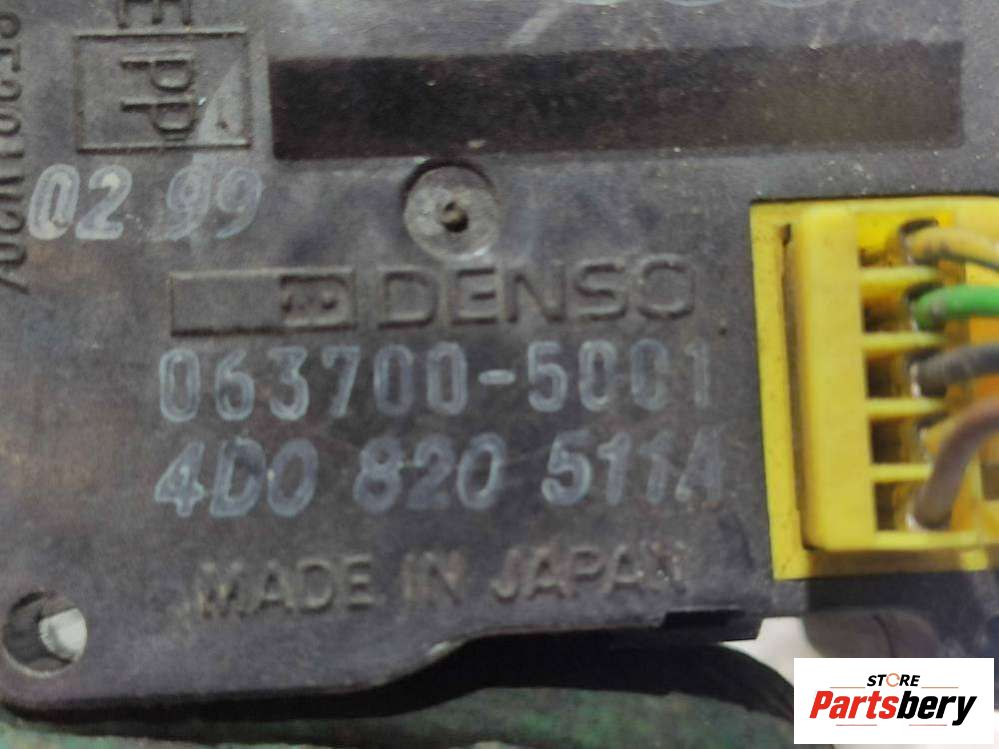 PP
02 99
DENSO
063700-5001
4D0 820 511A
MADE IN JAPAN
STORE
Partsbery